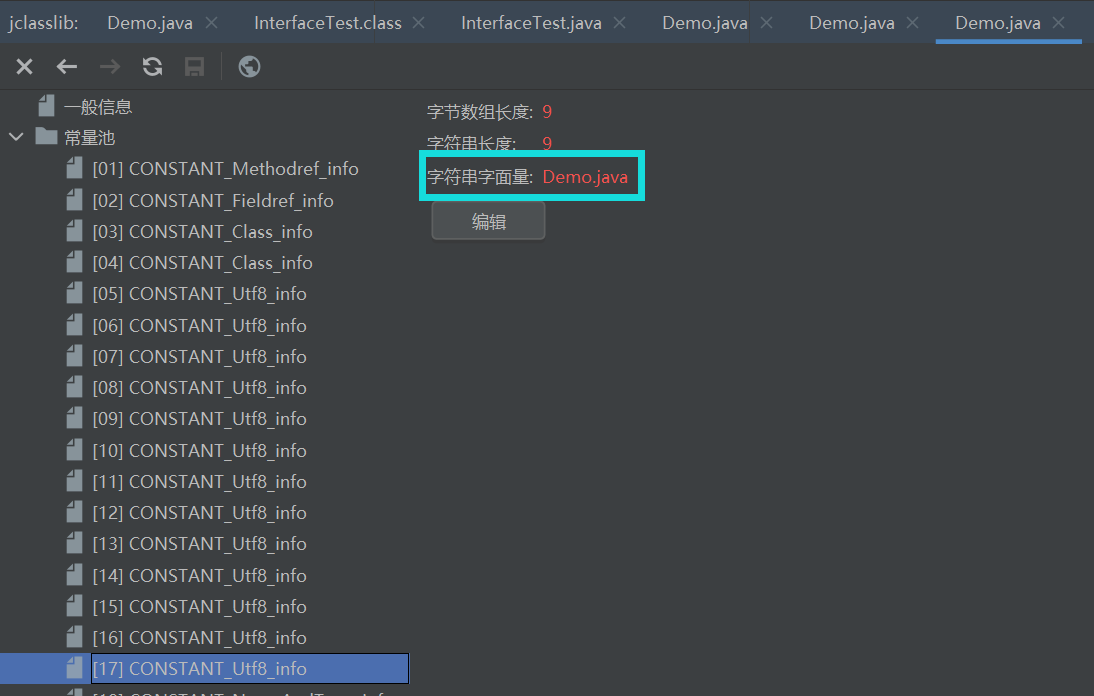 jclasslib: Demo.java InterfaceTest.class InterfaceTest.java Demo.java Demo.java Demo.java
一般信息
常量池
[01] CONSTANT_Methodref_info
[02] CONSTANT_Fieldref_info
[03] CONSTANT_Class_info
[04] CONSTANT_Class_info
[05] CONSTANT_Utf8_info
[06] CONSTANT_Utf8_info
[07] CONSTANT_Utf8_info
[08] CONSTANT_Utf8_info
[09] CONSTANT_Utf8_info
[10] CONSTANT_Utf8_info
[11] CONSTANT_Utf8_info
[12] CONSTANT_Utf8_info
[13] CONSTANT_Utf8_info
[14] CONSTANT_Utf8_info
[15] CONSTANT_Utf8_info
[16] CONSTANT_Utf8_info
[17] CONSTANT_Utf8_info
字节数组长度: 9
字符串长度: 9
字符串字面量: Demo.java
编辑